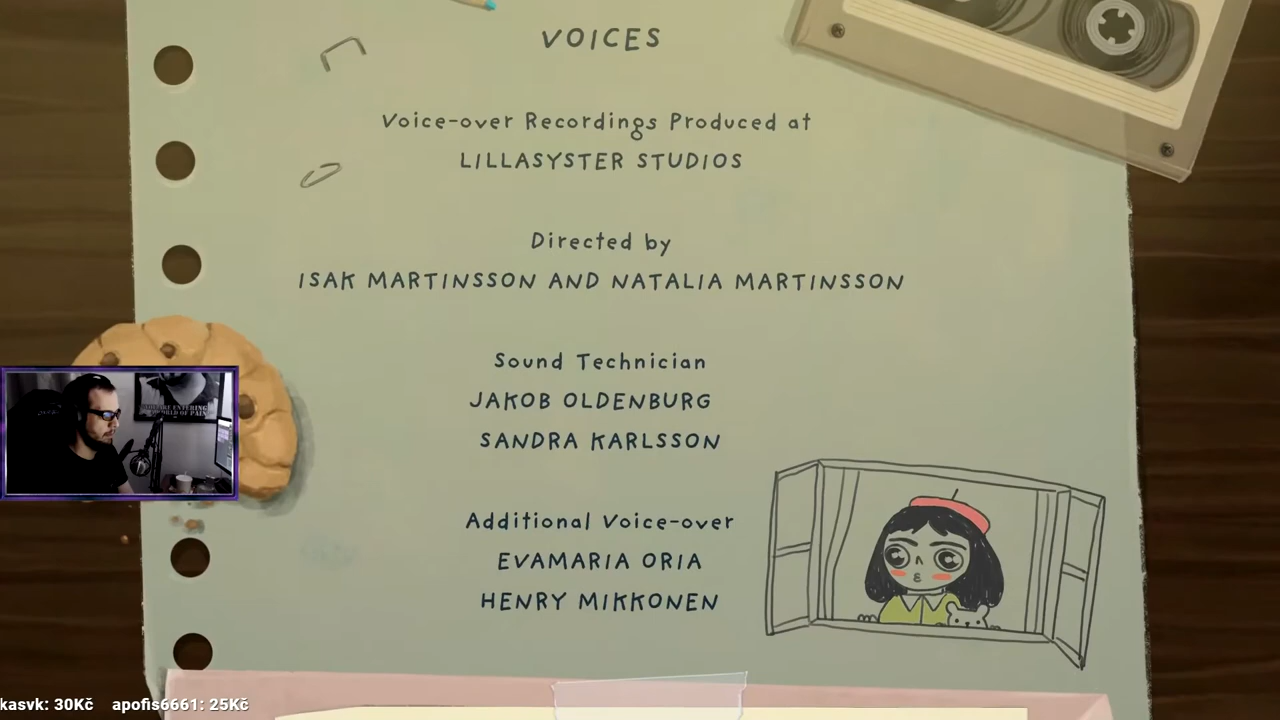 VOICES
Voice-over Recordings Produced at
LILLASYSTER STUDIOS
Directed by
ISAK MARTINSSON AND NATALIA MARTINSSON
Sound Technician
JAKOB OLDENBURG
SANDRA KARLSSON
Additional Voice-over
EVAMARIA ORIA
HENRY MIKKONEN
kasvk: 30Kč apofis6661: 25Kč